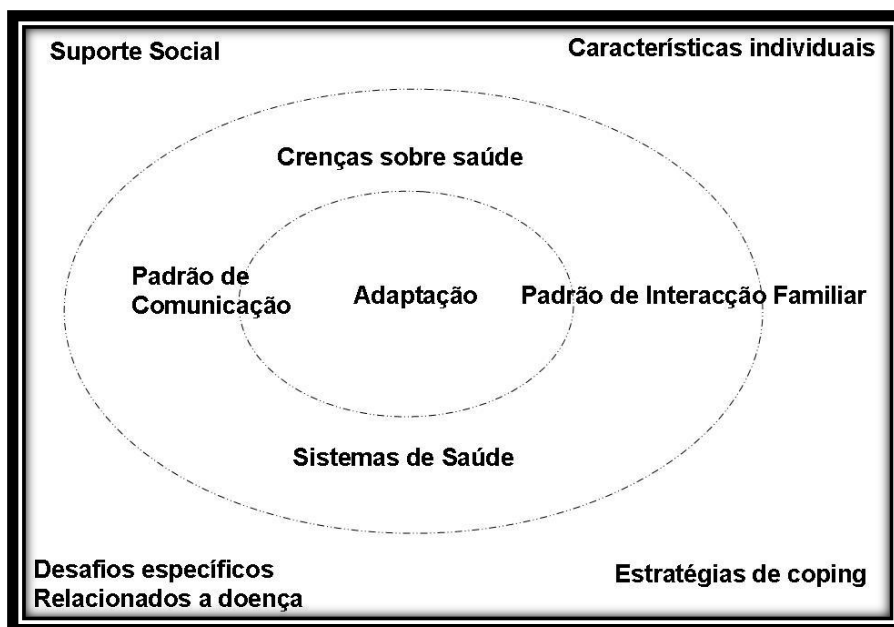 Suporte Social
Características individuais
Crenças sobre saúde
Padrão de
Comunicação
Adaptação
Padrão de Interacção Familiar
Sistemas de Saúde
Desafios específicos
Relacionados a doença
Estratégias de coping